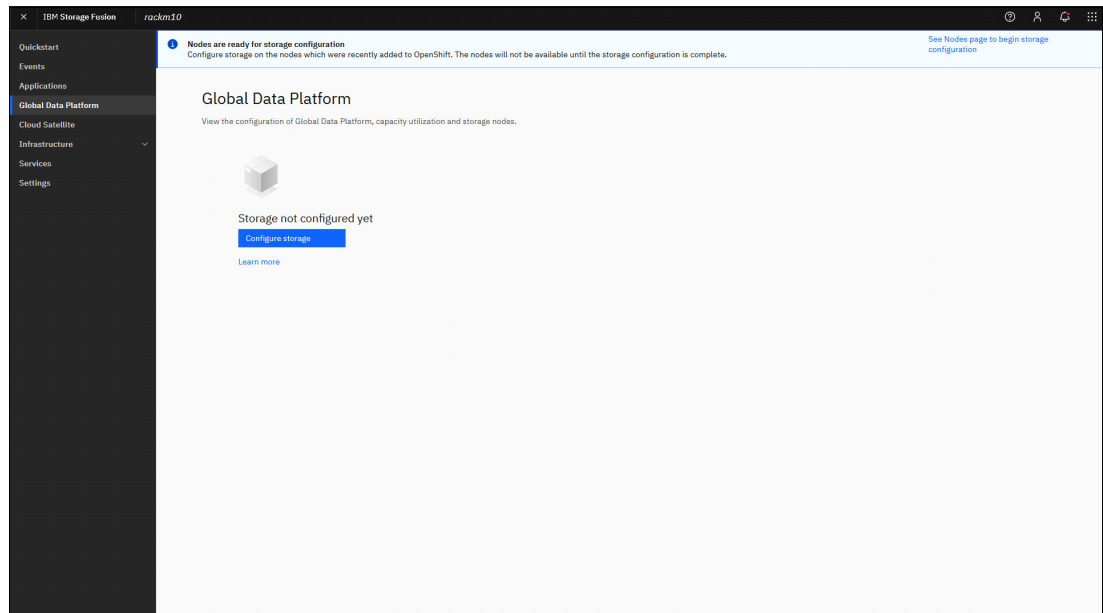 IBM Storage Fusion
rackm10
Quickstart
Events
Applications
Global Data Platform
Cloud Satellite
Infrastructure
Services
Settings
Nodes are ready for storage configuration
Configure storage on the nodes which were recently added to OpenShift. The nodes will not be available until the storage configuration is complete.
See Nodes page to begin storage
configuration
Global Data Platform
View the configuration of Global Data Platform, capacity utilization and storage nodes.
Storage not configured yet
Configure storage
Learn more